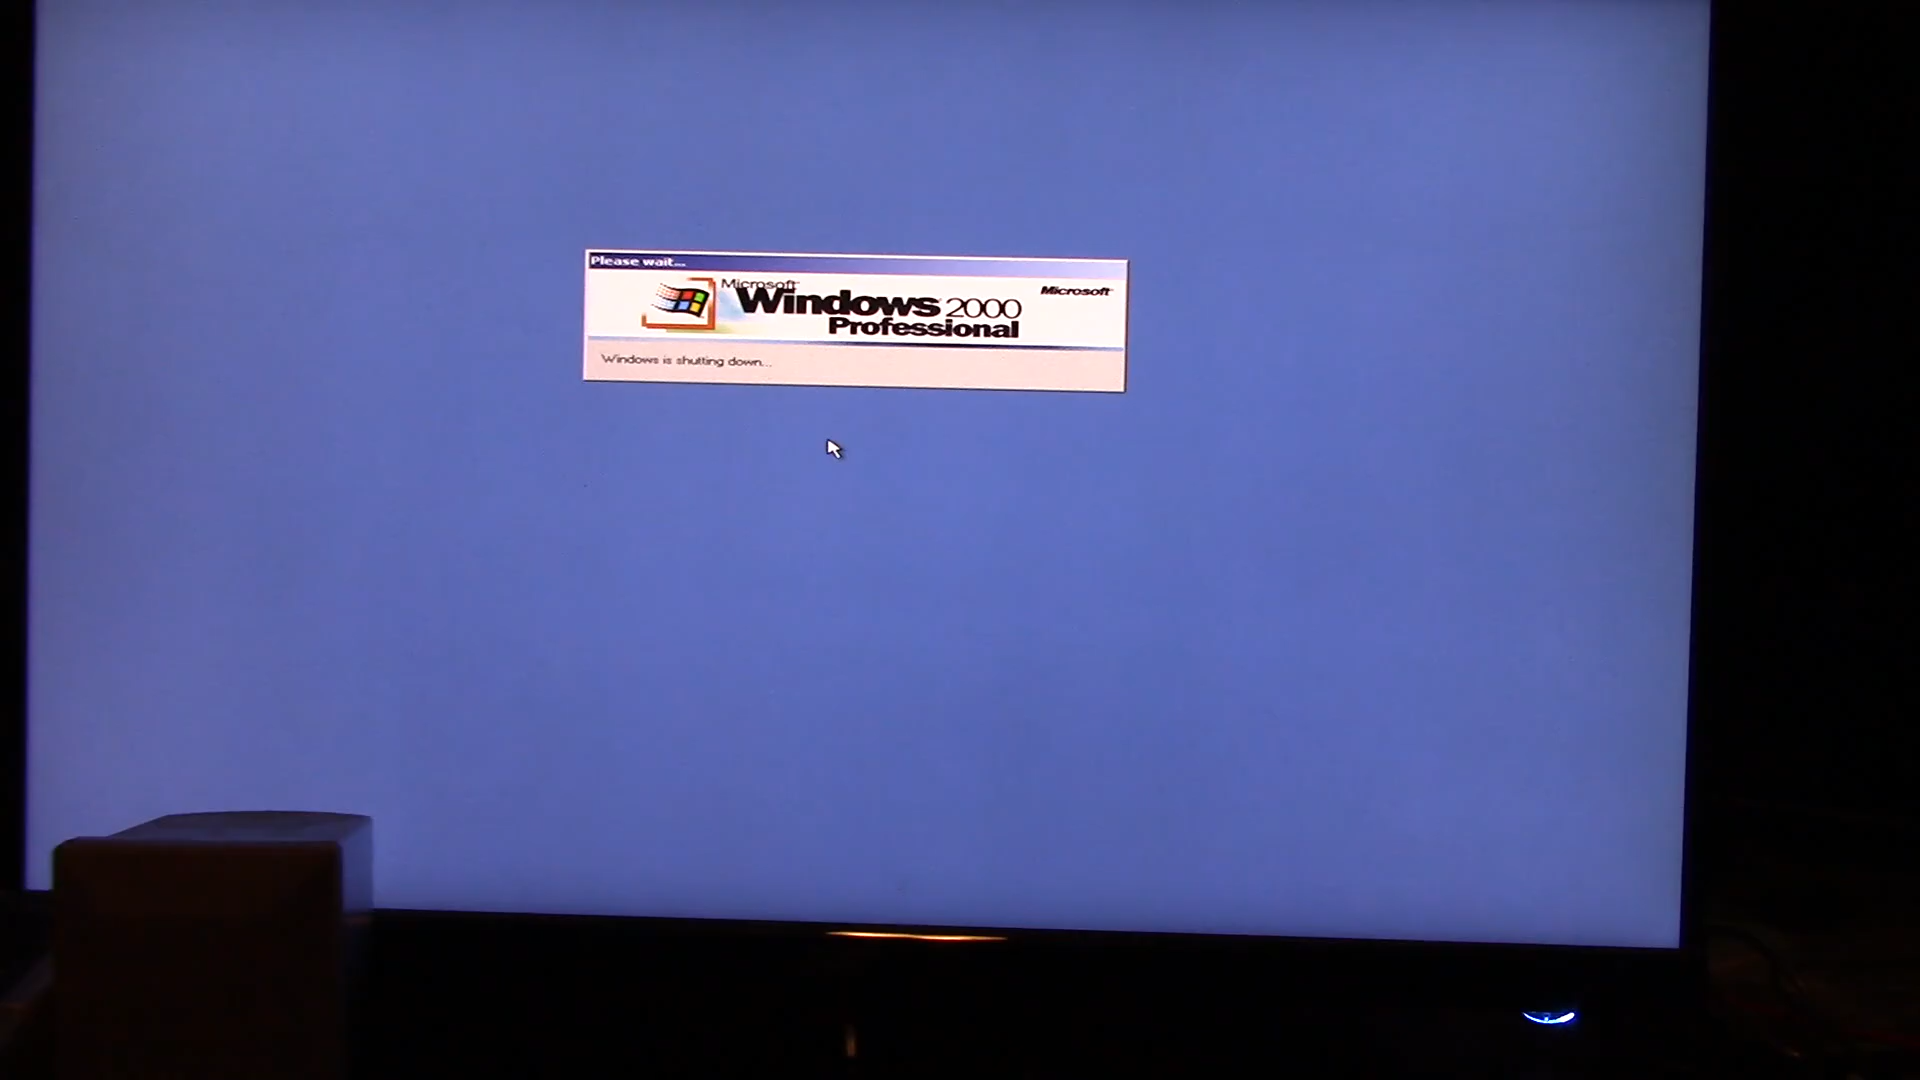 Please wait...
Microsoft
Windows 2000
Professional
Microsoft
Windows is shutting down...